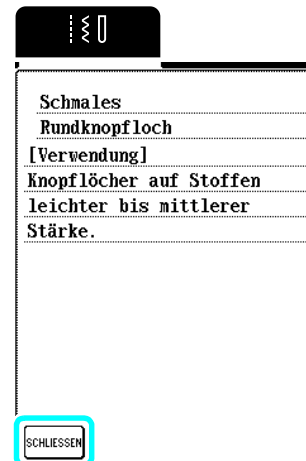 Schmales
Rundknopfloch
[Verwendung]
Knopflöcher auf Stoffen
leichter bis mittlerer
Stärke.
SCHLIESSEN